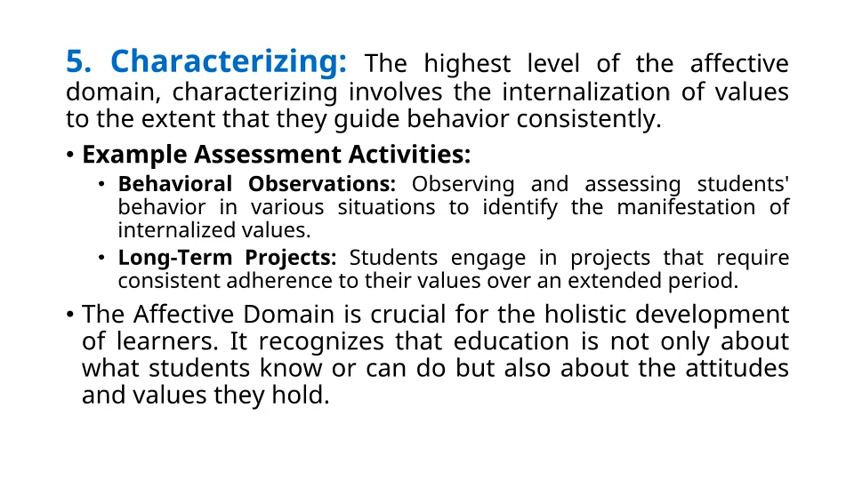 5. Characterizing: The highest level of the affective
domain, characterizing involves the internalization of values
to the extent that they guide behavior consistently.
• Example Assessment Activities:
• Behavioral Observations: Observing and assessing students'
behavior in various situations to identify the manifestation of
internalized values.
• Long-Term Projects: Students engage in projects that require
consistent adherence to their values over an extended period.
• The Affective Domain is crucial for the holistic development
of learners. It recognizes that education is not only about
what students know or can do but also about the attitudes
and values they hold.